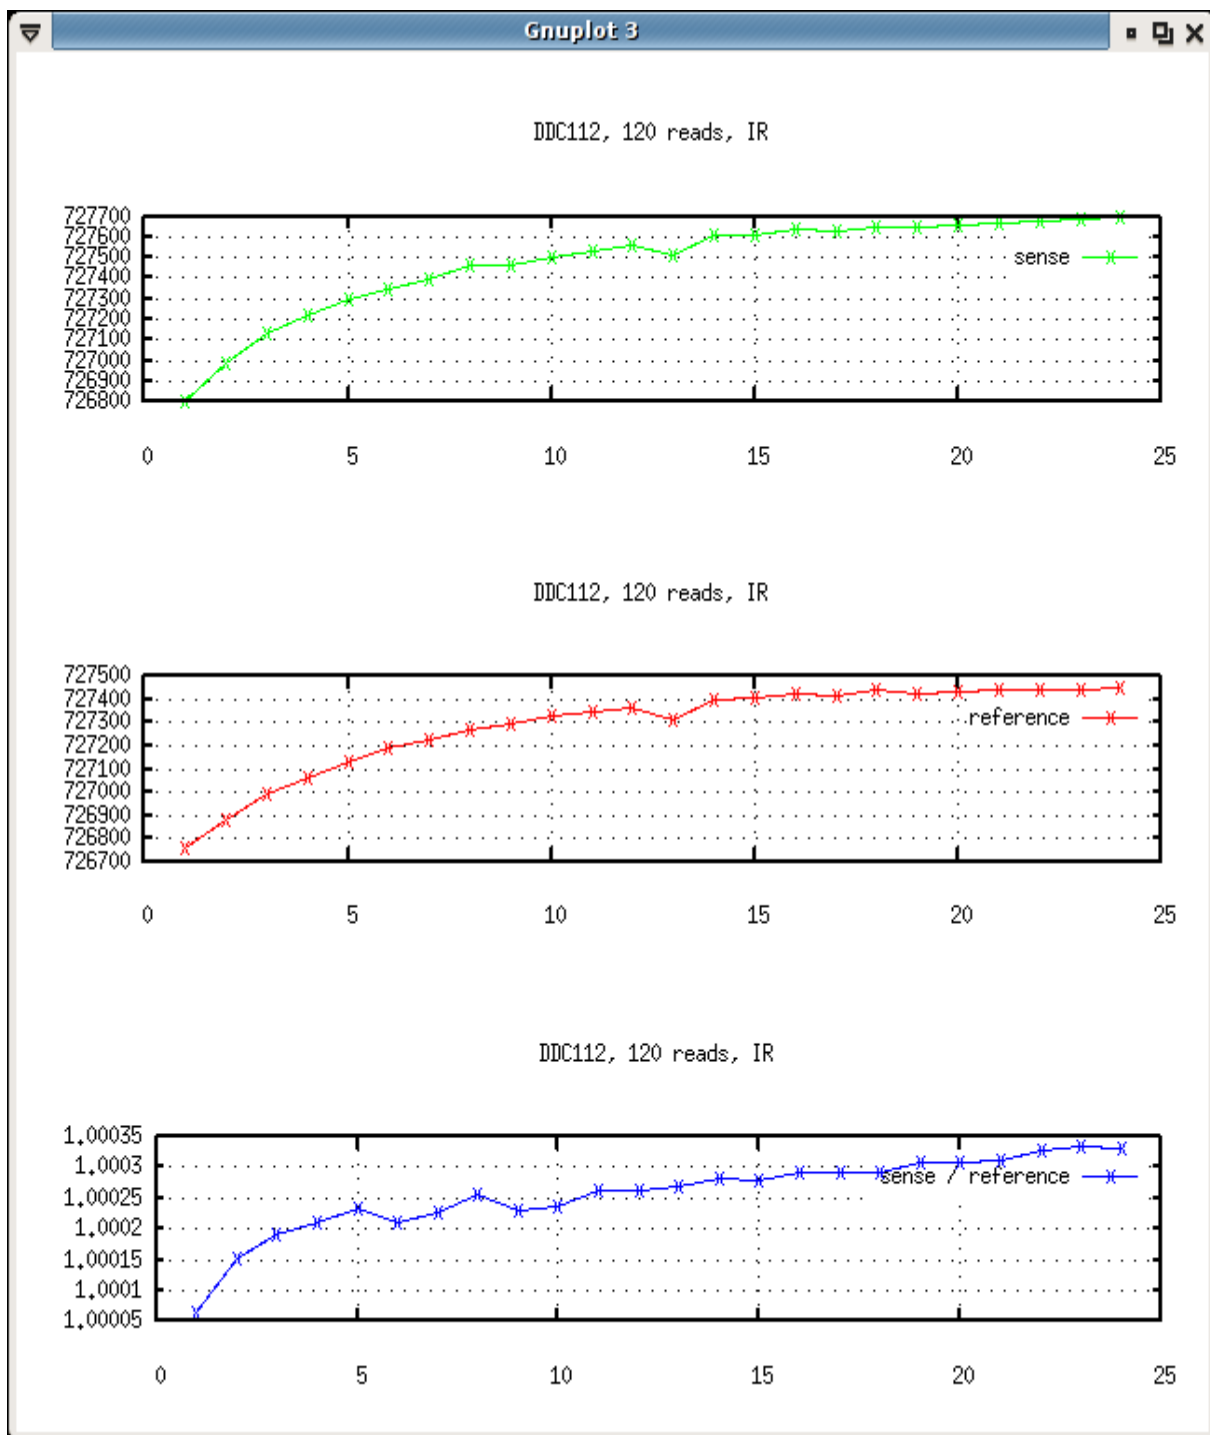 Gnuplot 3
DDC112, 120 reads, IR
727700
727600
727500
727400
727300
727200
727100
727000
726900
726800
sense
0 5 10 15 20 25
DDC112, 120 reads, IR
727500
727400
727300
727200
727100
727000
726900
726800
726700
reference
0 5 10 15 20 25
DDC112, 120 reads, IR
1.00035
1.0003
1.00025
1.0002
1.00015
1.0001
1.00005
sense / reference
0 5 10 15 20 25